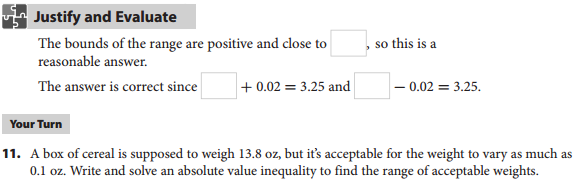 Justify and Evaluate
The bounds of the range are positive and close to , so this is a
reasonable answer.
The answer is correct since + 0.02 = 3.25 and − 0.02 = 3.25.
Your Turn
11. A box of cereal is supposed to weigh 13.8 oz, but it's acceptable for the weight to vary as much as
0.1 oz. Write and solve an absolute value inequality to find the range of acceptable weights.